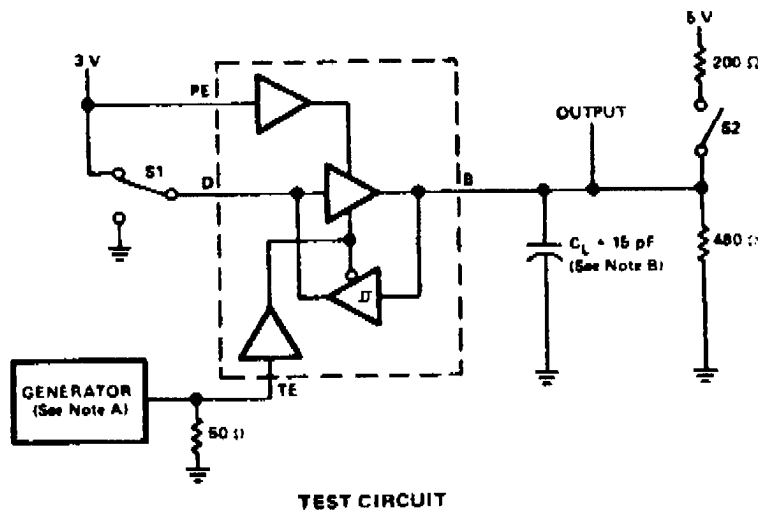 3 V
PE
S1
D
B
TE
GENERATOR
(See Note A)
50 Ω
OUTPUT
5 V
200 Ω
S2
C_L = 15 pF
(See Note B)
480 Ω
TEST CIRCUIT